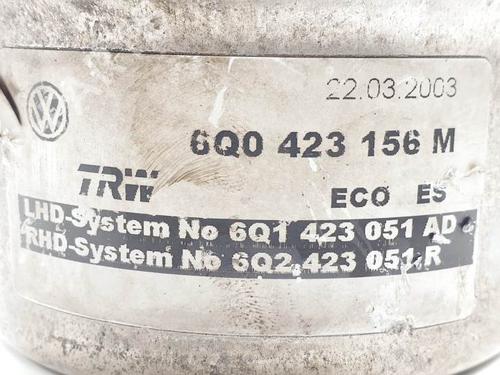 22.03.2003
6Q0 423 156 M
TRW
ECO ES
LHD-System No 6Q1 423 051 AD
RHD-System No 6Q2 423 051 R